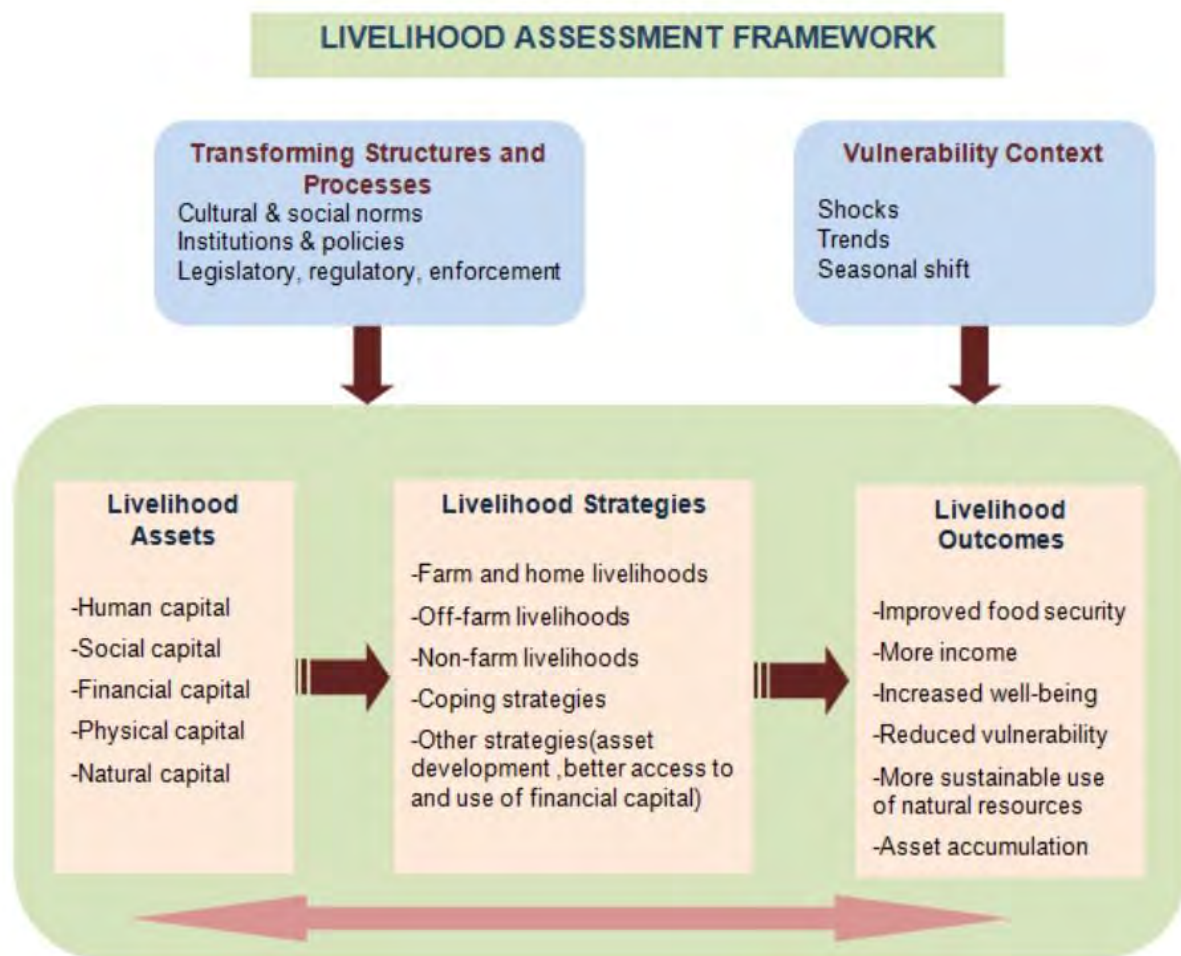 LIVELIHOOD ASSESSMENT FRAMEWORK
Transforming Structures and
Processes
Cultural & social norms
Institutions & policies
Legislatory, regulatory, enforcement
Vulnerability Context
Shocks
Trends
Seasonal shift
Livelihood
Assets
-Human capital
-Social capital
-Financial capital
-Physical capital
-Natural capital
Livelihood Strategies
-Farm and home livelihoods
-Off-farm livelihoods
-Non-farm livelihoods
-Coping strategies
-Other strategies(asset
development ,better access to
and use of financial capital)
Livelihood
Outcomes
-Improved food security
-More income
-Increased well-being
-Reduced vulnerability
-More sustainable use
of natural resources
-Asset accumulation